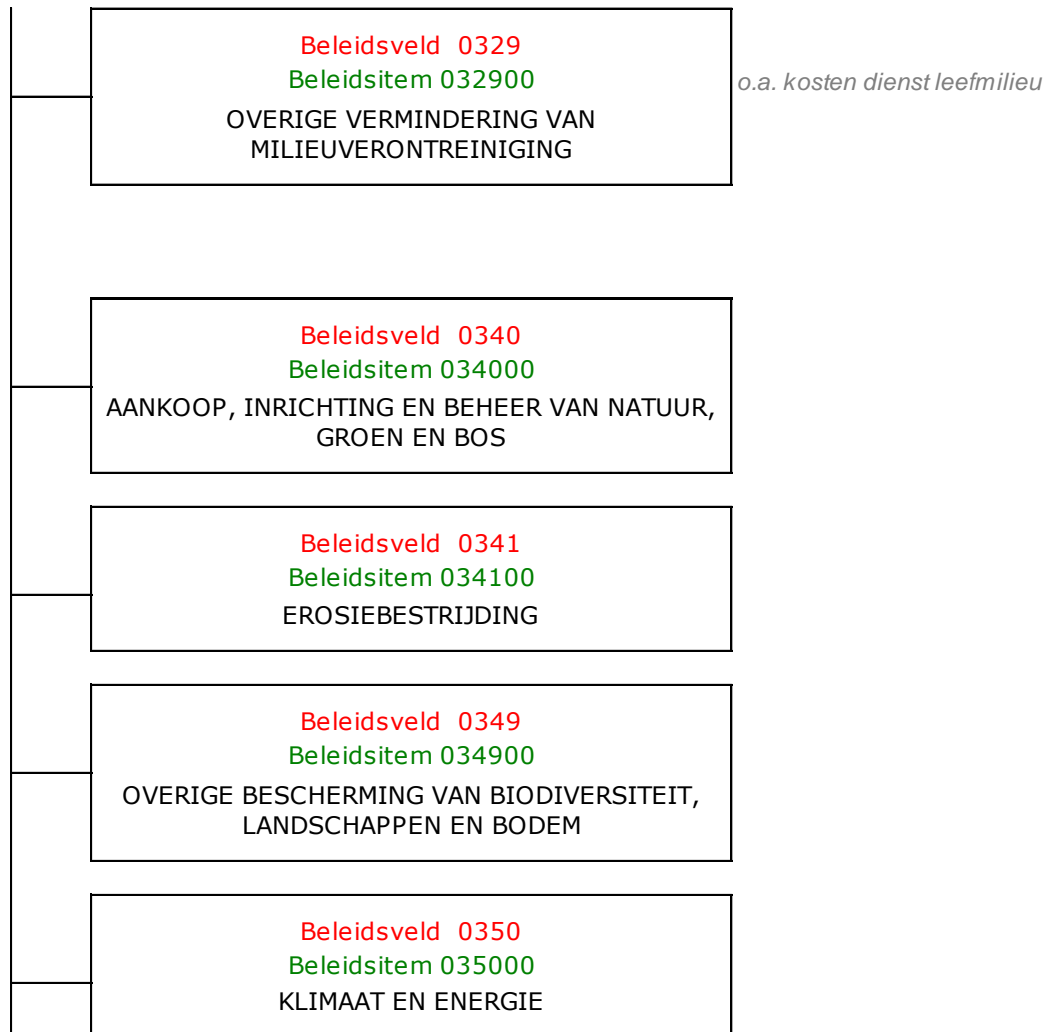 Beleidsveld 0329
Beleidsitem 032900
o.a. kosten dienst leefmilieu
OVERIGE VERMINDERING VAN
MILIEUVERONTREINIGING
Beleidsveld 0340
Beleidsitem 034000
AANKOOP, INRICHTING EN BEHEER VAN NATUUR,
GROEN EN BOS
Beleidsveld 0341
Beleidsitem 034100
EROSIEBESTRIJDING
Beleidsveld 0349
Beleidsitem 034900
OVERIGE BESCHERMING VAN BIODIVERSITEIT,
LANDSCHAPPEN EN BODEM
Beleidsveld 0350
Beleidsitem 035000
KLIMAAT EN ENERGIE